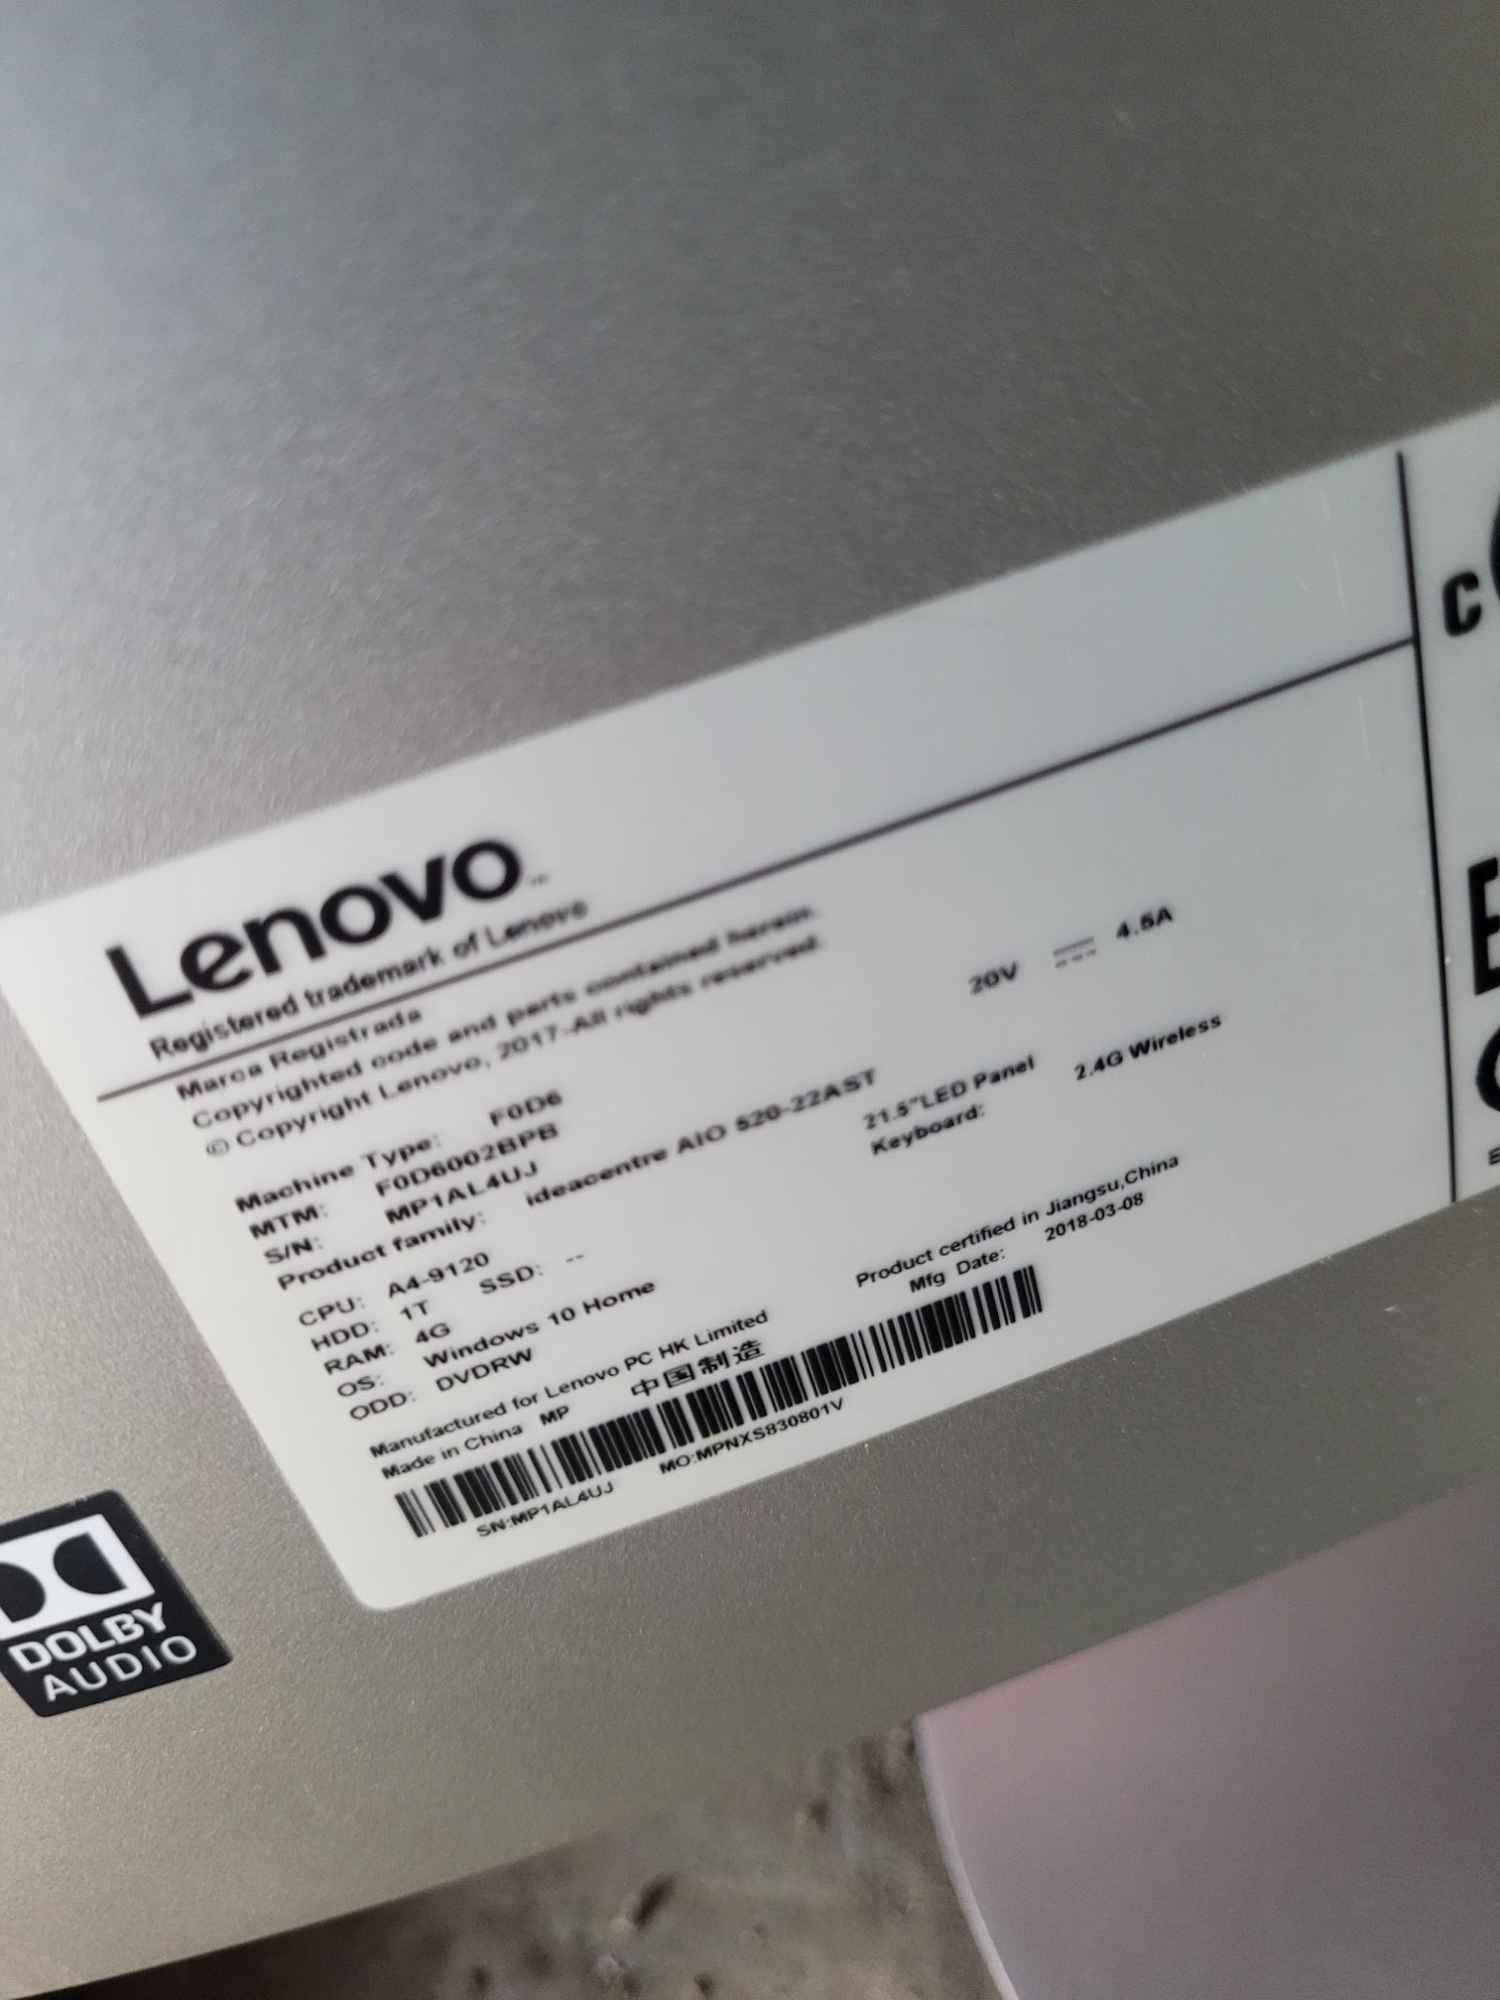 Lenovo™
Registered trademark of Lenovo
Marca Registrada
Copyrighted code and parts contained herein.
© Copyright Lenovo, 2017-All rights reserved.
20V 4.5A
Machine Type: F0D6
MTM: F0D6002BPB
S/N: MP1AL4UJ
Product family: ideacentre AIO 520-22AST
21.5"LED Panel 2.4G Wireless
Keyboard:
CPU: A4-9120
HDD: 1T SSD: --
RAM: 4G
OS: Windows 10 Home
ODD: DVDRW
Product certified in Jiangsu,China
Mfg Date: 2018-03-08
Manufactured for Lenovo PC HK Limited
Made in China MP 中国制造
SN:MP1AL4UJ MO:MPNXS830801V
C
DOLBY
AUDIO